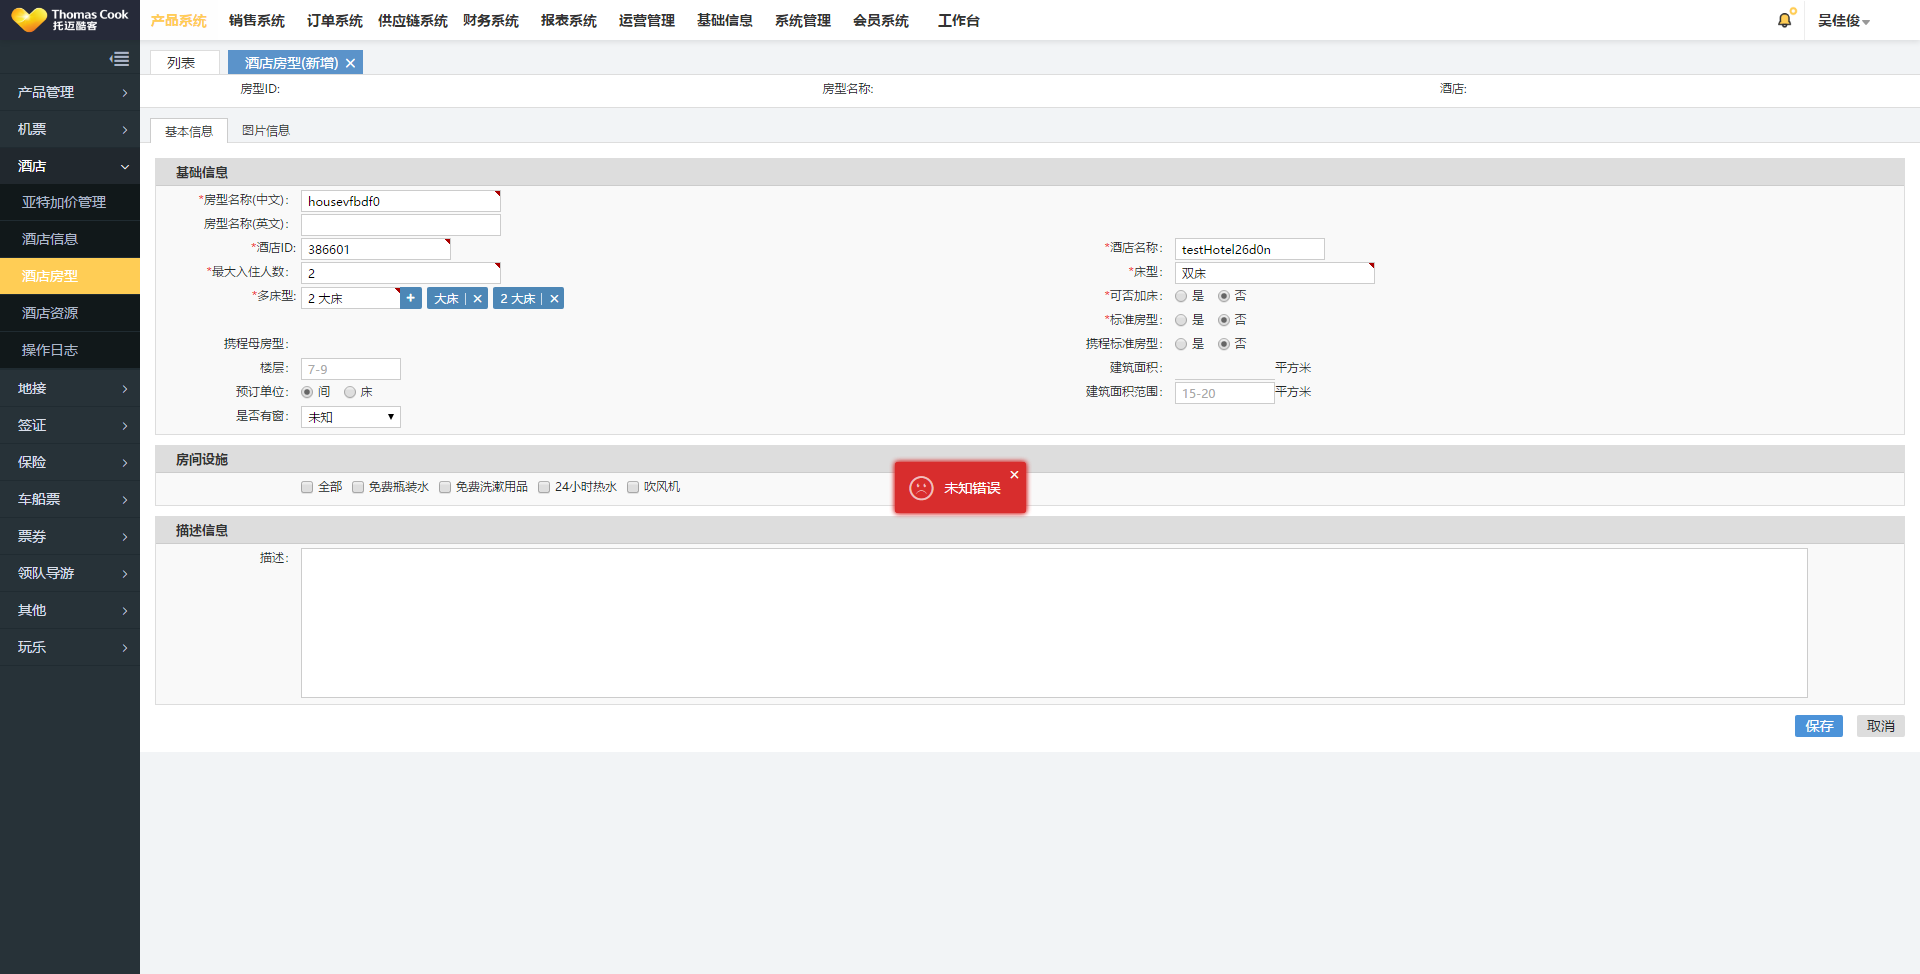 Thomas Cook
托迈酷客
产品系统 销售系统 订单系统 供应链系统 财务系统 报表系统 运营管理 基础信息 系统管理 会员系统 工作台
吴佳俊
产品管理
机票
酒店
亚特加价管理
酒店信息
酒店房型
酒店资源
操作日志
地接
签证
保险
车船票
票券
领队导游
其他
玩乐
列表 酒店房型(新增)
房型ID: 房型名称: 酒店:
基本信息 图片信息
基础信息
*房型名称(中文): housevfbdf0
房型名称(英文):
*酒店ID: 386601 *酒店名称: testHotel26d0n
*最大入住人数: 2 *床型: 双床
*多床型: 2 大床 + 大床 | × 2 大床 | × *可否加床: 是 否
*标准房型: 是 否
携程母房型: 携程标准房型: 是 否
楼层: 7-9 建筑面积: 平方米
预订单位: 间 床 建筑面积范围: 15-20 平方米
是否有窗: 未知
房间设施
全部 免费瓶装水 免费洗漱用品 24小时热水 吹风机
未知错误
描述信息
描述:
保存 取消